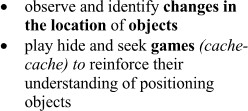 • observe and identify changes in
the location of objects
• play hide and seek games (cache-
cache) to reinforce their
understanding of positioning
objects